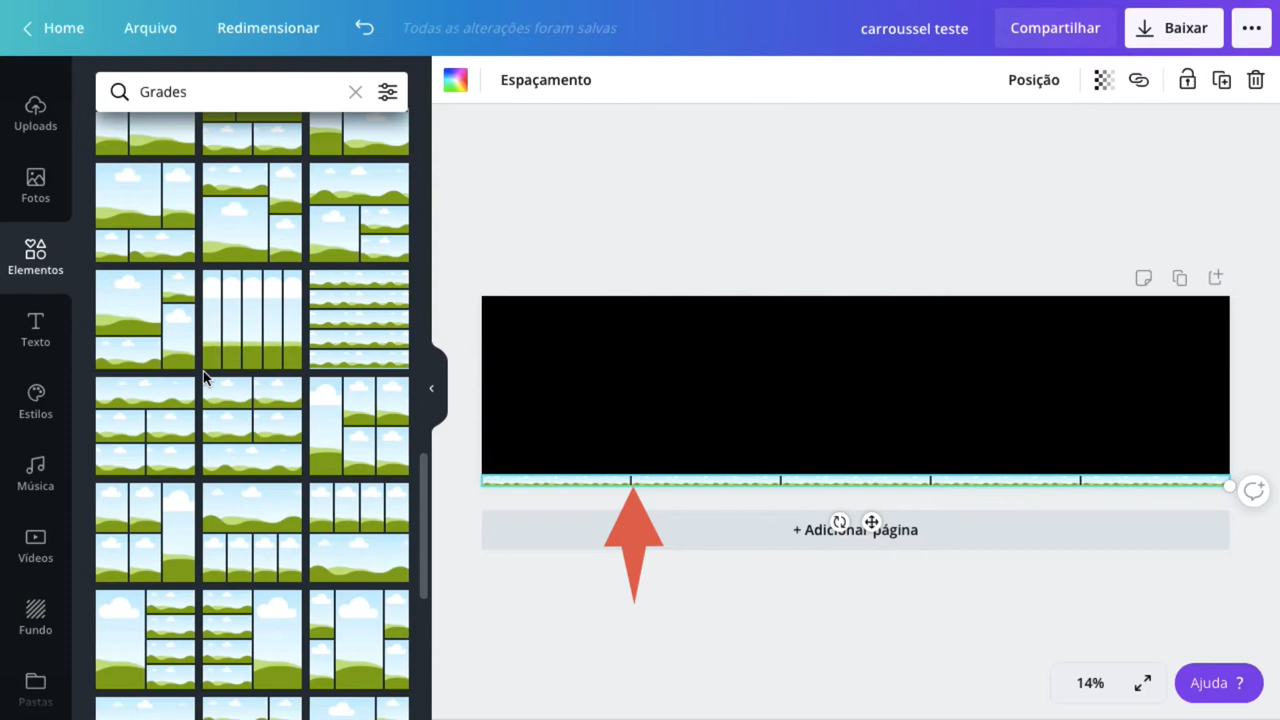 Home
Arquivo
Redimensionar
Todas as alterações foram salvas
carroussel teste
Compartilhar
Baixar
Uploads
Fotos
Elementos
Texto
Estilos
Música
Vídeos
Fundo
Pastas
Grades
Espaçamento
Posição
+ Adicionar página
14%
Ajuda ?